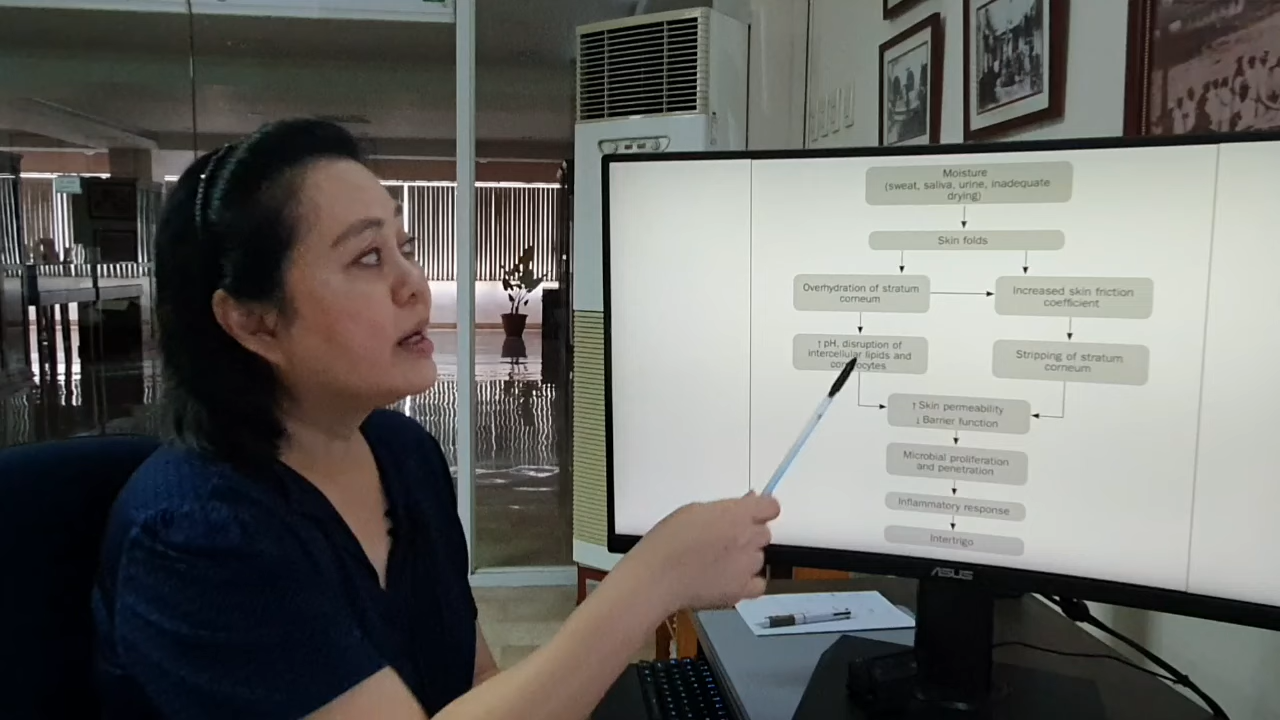 Moisture
(sweat, saliva, urine, inadequate
drying)
Skin folds
Overhydration of stratum
corneum
Increased skin friction
coefficient
↑ pH, disruption of
intercellular lipids and
Stripping of stratum
corneum
↑ Skin permeability
↓ Barrier function
Microbial proliferation
and penetration
Inflammatory response
Intertrigo
ASUS